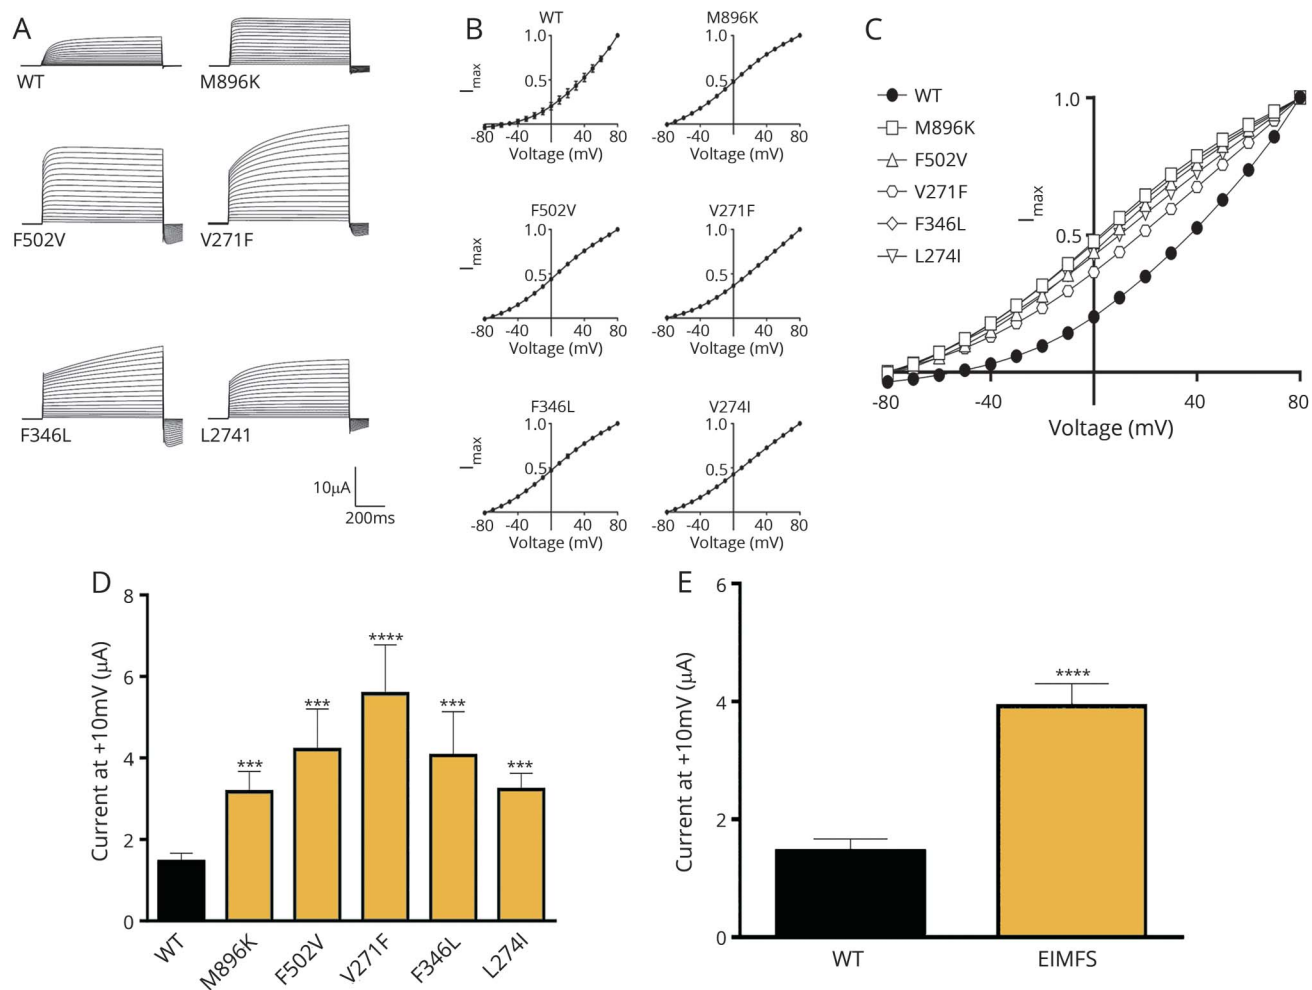 A
WT
M896K
F502V
V271F
F346L
L2741
10μA
200ms
B
WT
1.0
0.5
Imax
-80 -40 40 80
Voltage (mV)
M896K
1.0
0.5
-80 -40 40 80
Voltage (mV)
F502V
1.0
0.5
Imax
-80 -40 40 80
Voltage (mV)
V271F
1.0
0.5
-80 -40 40 80
Voltage (mV)
F346L
1.0
0.5
Imax
-80 -40 40 80
Voltage (mV)
V274I
1.0
0.5
-80 -40 40 80
Voltage (mV)
C
WT
M896K
F502V
V271F
F346L
L274I
1.0
0.5
Imax
-80 -40 40 80
Voltage (mV)
D
Current at +10mV (μA)
8
6
4
2
0
***
***
****
***
***
WT M896K F502V V271F F346L L274I
E
Current at +10mV (μA)
6
4
2
0
****
WT EIMFS